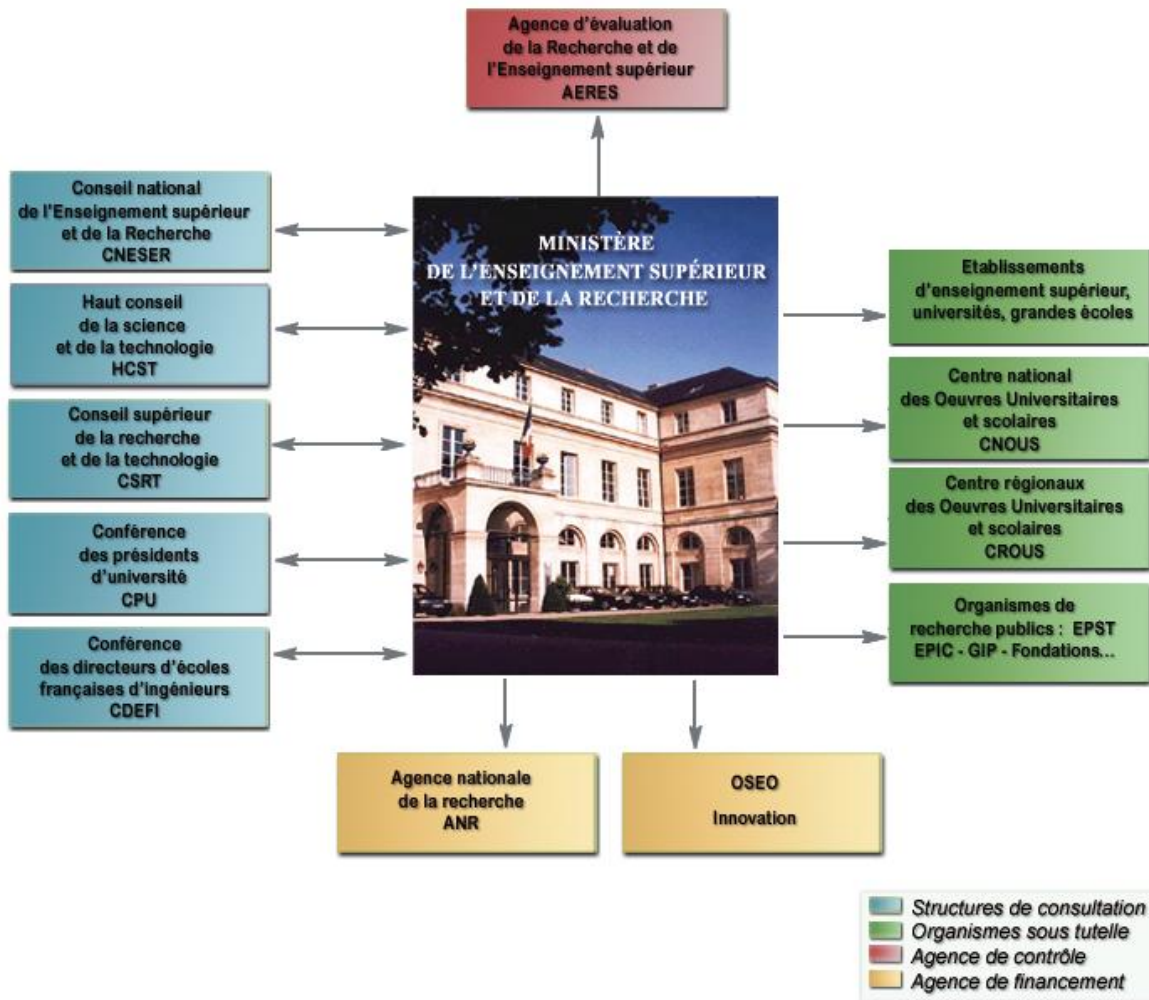 Agence d'évaluation
de la Recherche et de
l'Enseignement supérieur
AERES
Conseil national
de l'Enseignement supérieur
et de la Recherche
CNESER
Haut conseil
de la science
et de la technologie
HCST
Conseil supérieur
de la recherche
et de la technologie
CSRT
Conférence
des présidents
d'université
CPU
Conférence
des directeurs d'écoles
françaises d'ingénieurs
CDEFI
MINISTÈRE
DE L'ENSEIGNEMENT SUPÉRIEUR
ET DE LA RECHERCHE
Etablissements
d'enseignement supérieur,
universités, grandes écoles
Centre national
des Oeuvres Universitaires
et scolaires
CNOUS
Centre régionaux
des Oeuvres Universitaires
et scolaires
CROUS
Organismes de
recherche publics : EPST
EPIC - GIP - Fondations...
Agence nationale
de la recherche
ANR
OSEO
Innovation
Structures de consultation
Organismes sous tutelle
Agence de contrôle
Agence de financement